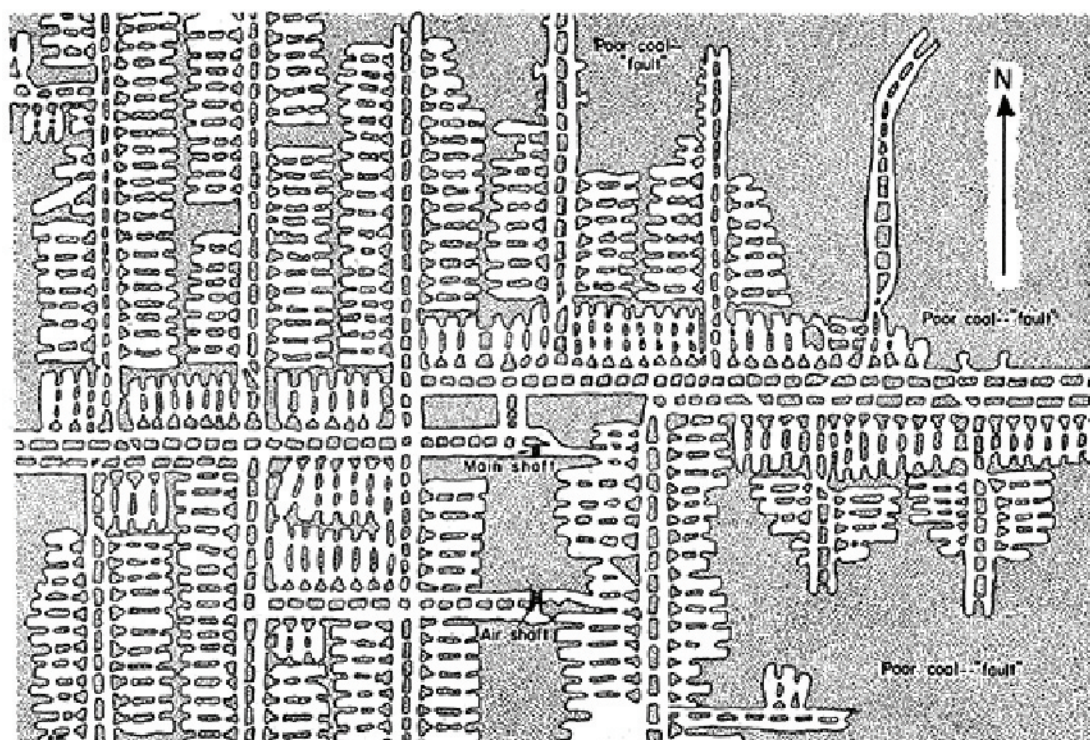 Poor coal--
"fault"
N
Poor coal--"fault"
Main shaft
Air shaft
Poor coal--"fault"